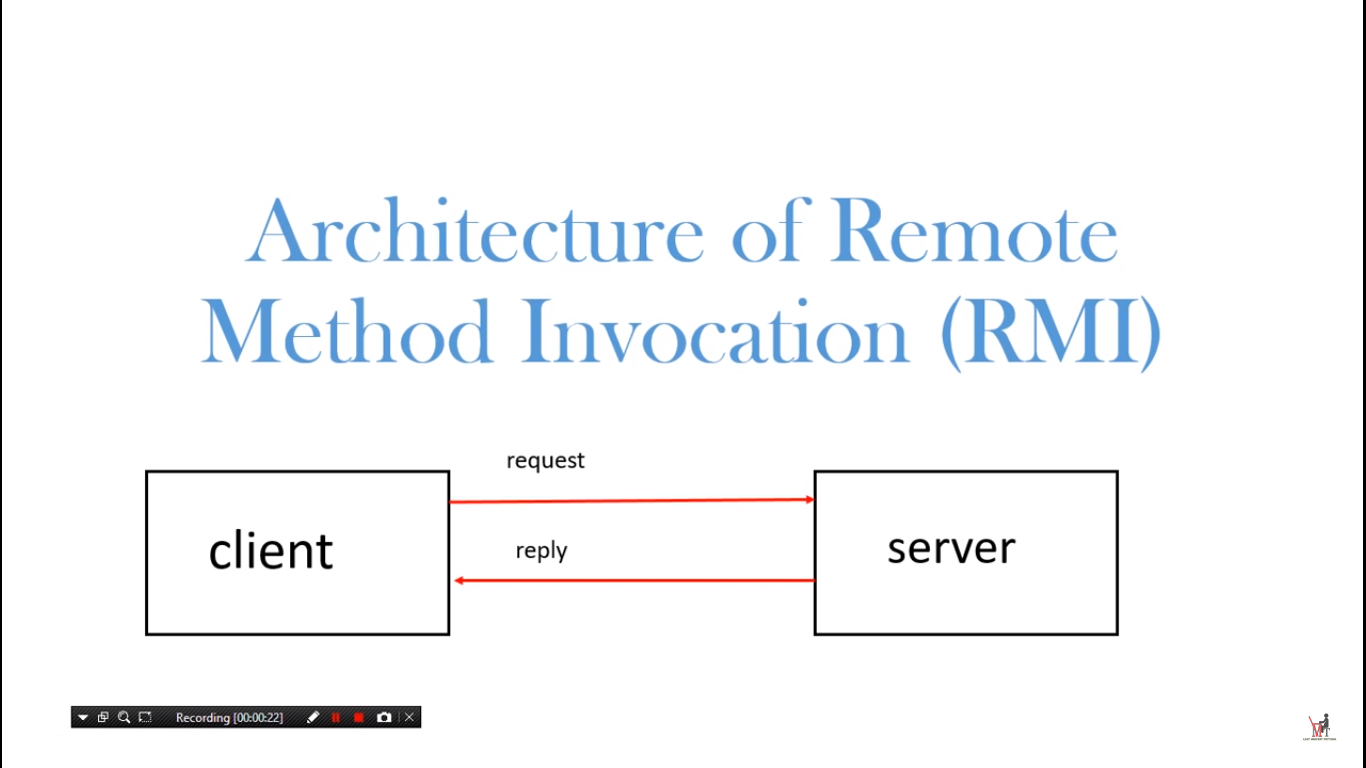 Architecture of Remote
Method Invocation (RMI)
request
client
server
reply
Recording [00:00:22]